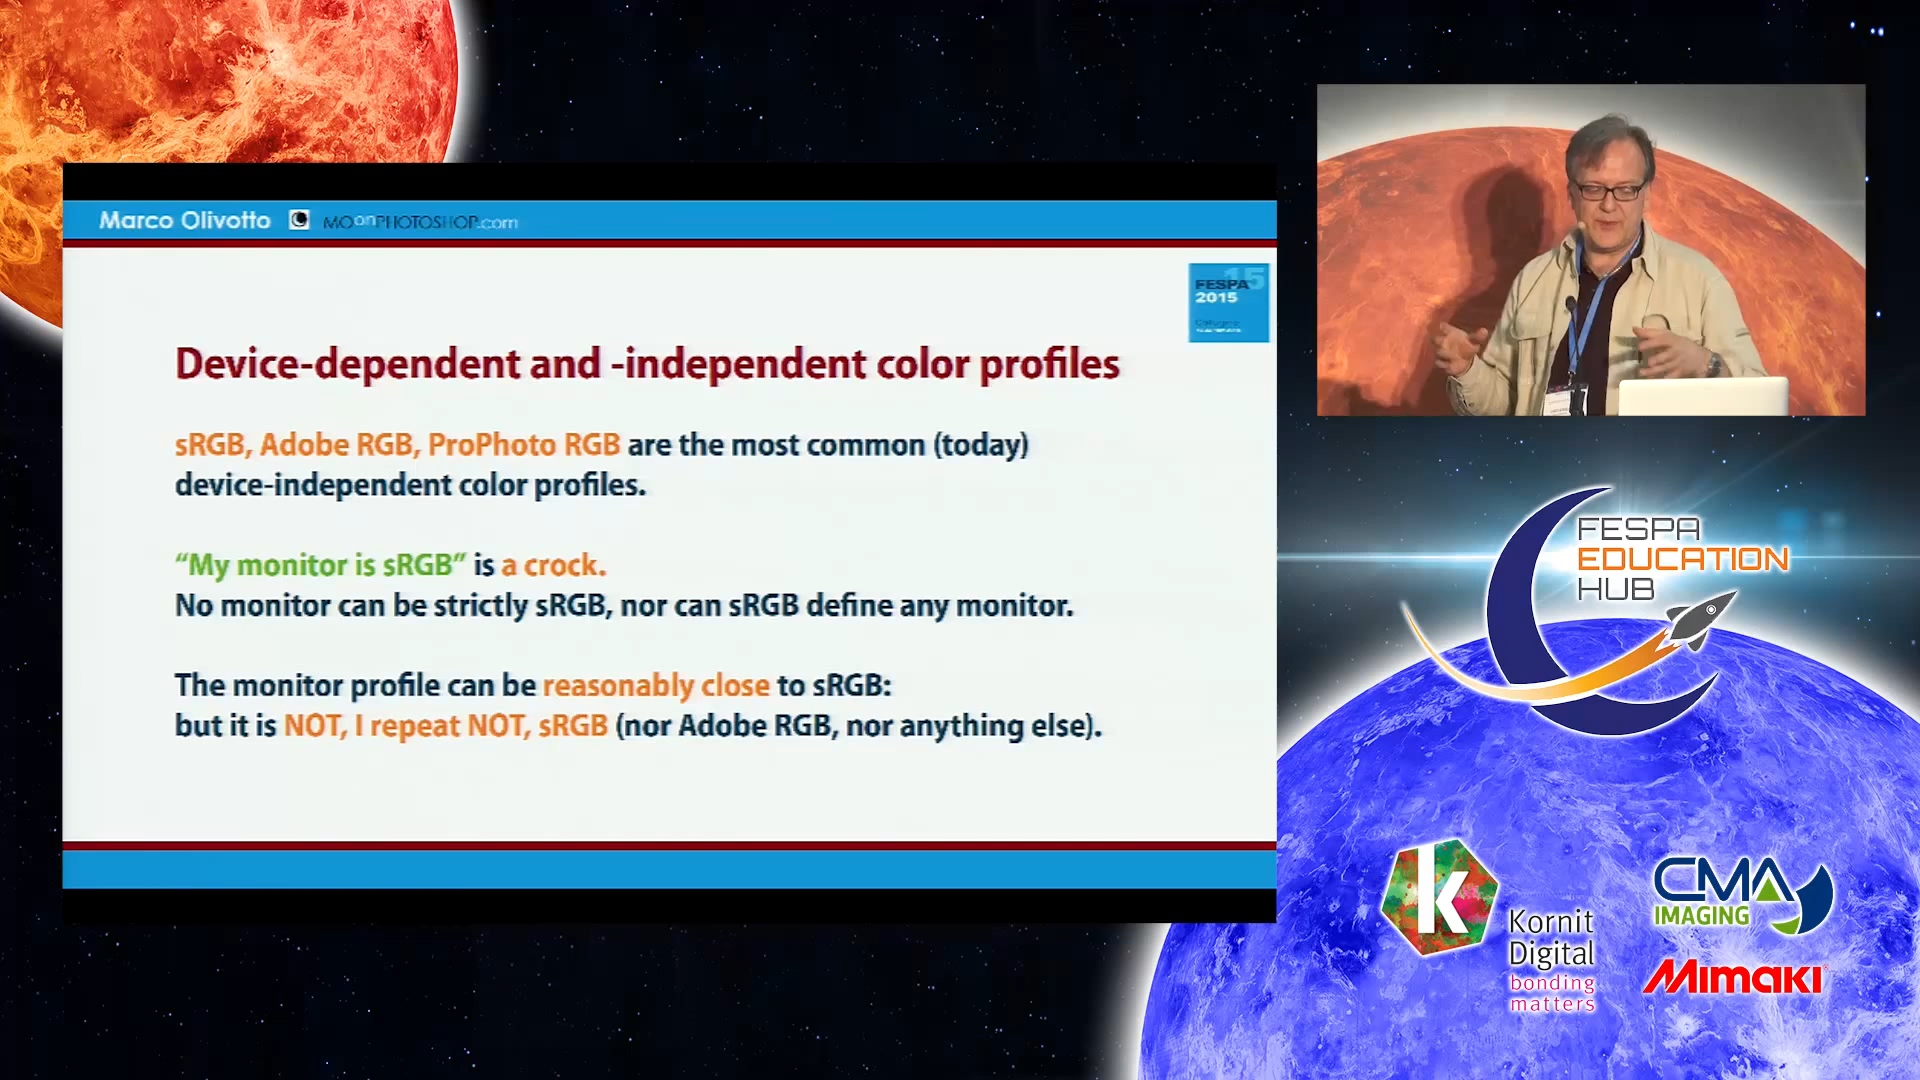 Marco Olivotto
MOonPHOTOSHOP.com
FESPA 15
2015
Device-dependent and -independent color profiles
sRGB, Adobe RGB, ProPhoto RGB are the most common (today)
device-independent color profiles.
“My monitor is sRGB” is a crock.
No monitor can be strictly sRGB, nor can sRGB define any monitor.
The monitor profile can be reasonably close to sRGB:
but it is NOT, I repeat NOT, sRGB (nor Adobe RGB, nor anything else).
FESPA
EDUCATION
HUB
k
Kornit
Digital
bonding
matters
CMA
IMAGING
Mimaki